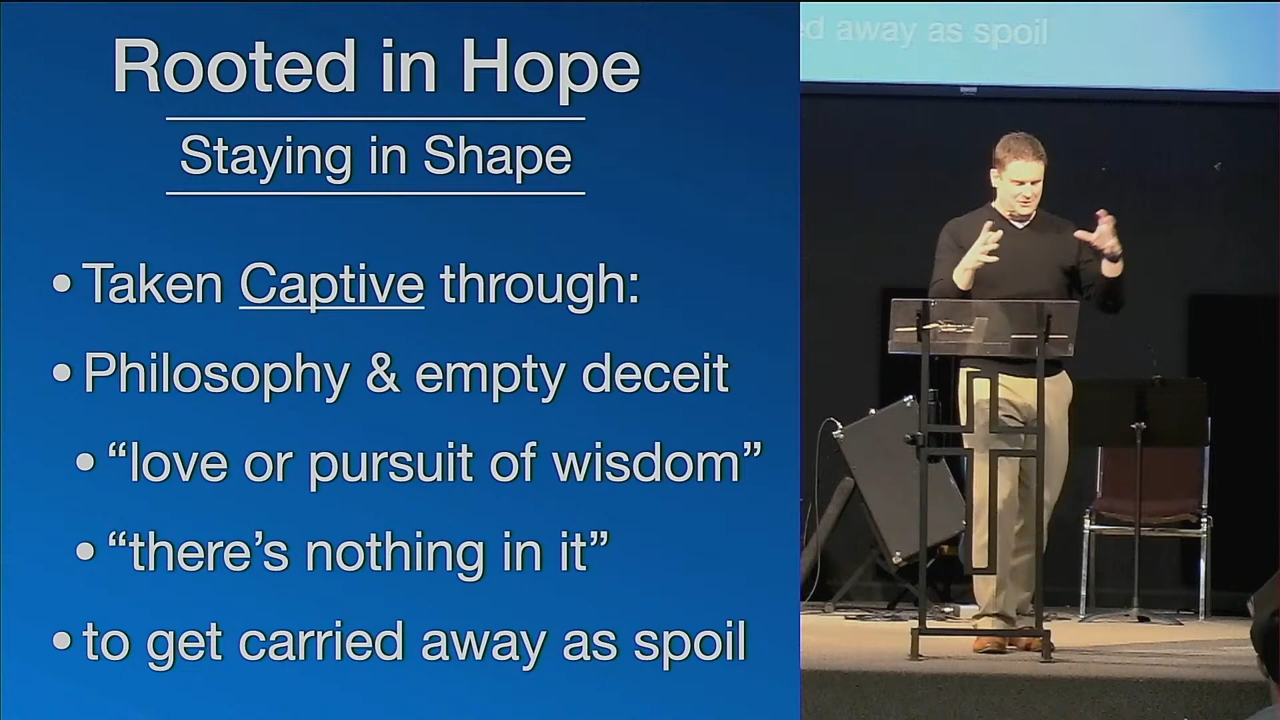 Rooted in Hope
Staying in Shape
• Taken Captive through:
• Philosophy & empty deceit
• “love or pursuit of wisdom”
• “there’s nothing in it”
• to get carried away as spoil
away as spoil